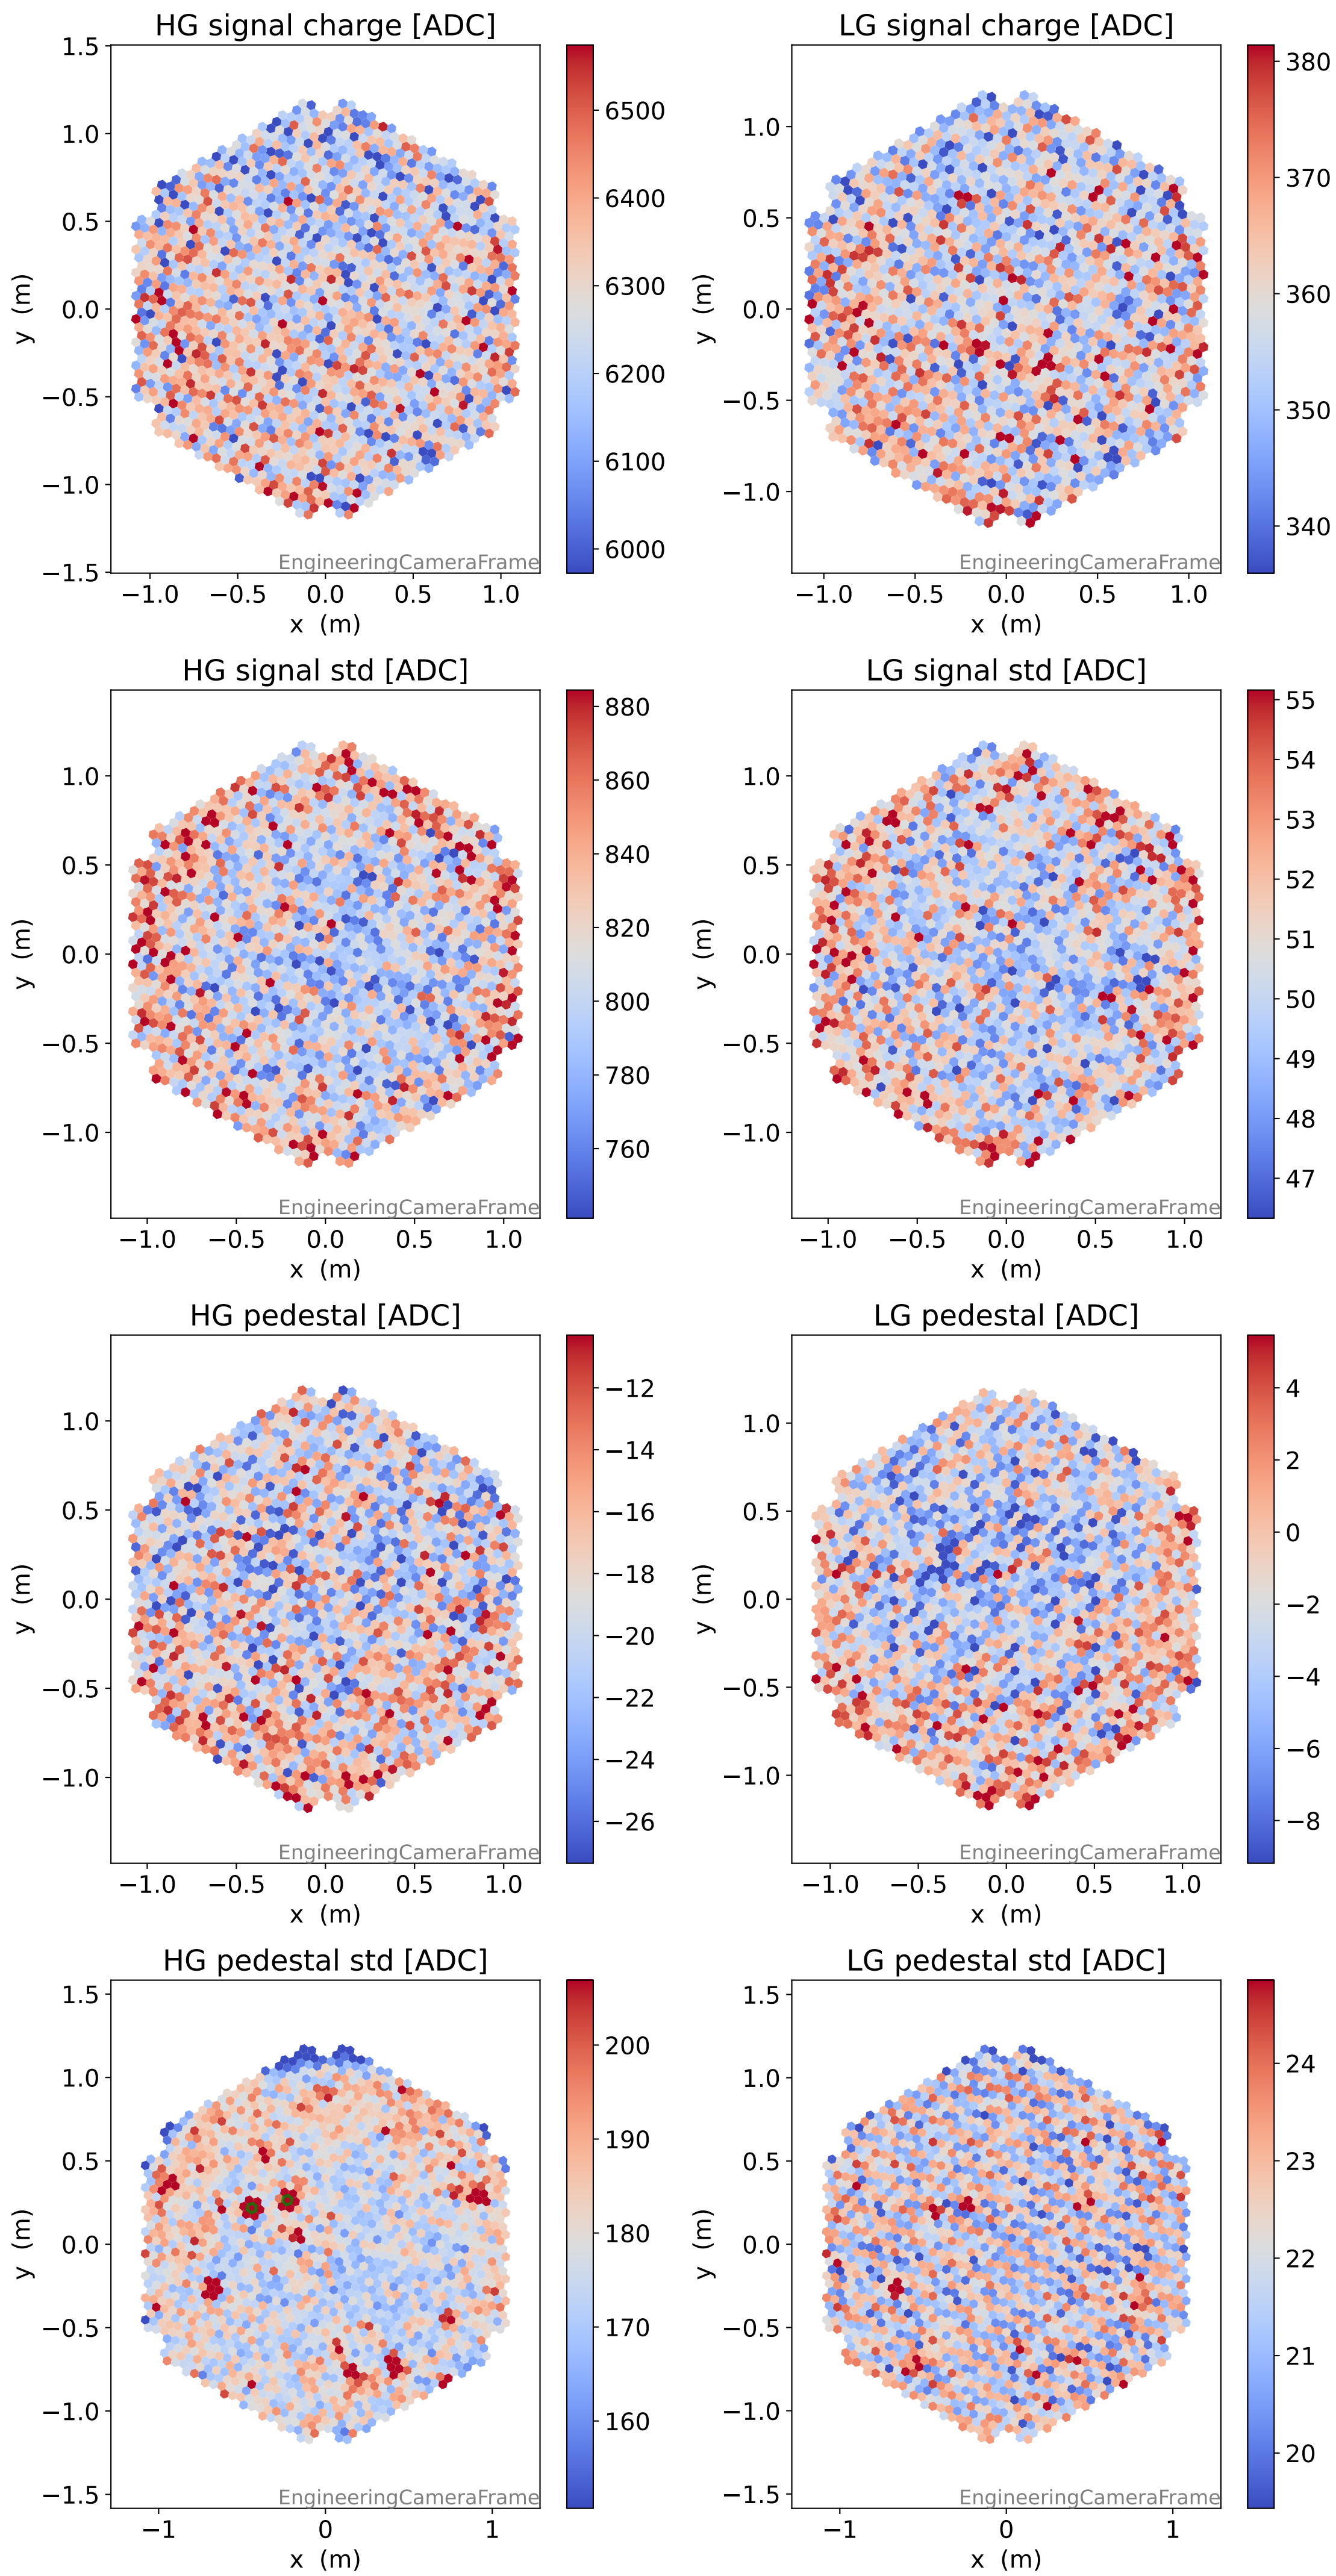 HG signal charge [ADC]
LG signal charge [ADC]
1.5
1.0
0.5
0.0
−0.5
−1.0
−1.5
y (m)
−1.0 −0.5 0.0 0.5 1.0
x (m)
EngineeringCameraFrame
6500
6400
6300
6200
6100
6000
1.0
0.5
0.0
−0.5
−1.0
y (m)
−1.0 −0.5 0.0 0.5 1.0
x (m)
EngineeringCameraFrame
380
370
360
350
340
HG signal std [ADC]
LG signal std [ADC]
1.0
0.5
0.0
−0.5
−1.0
y (m)
−1.0 −0.5 0.0 0.5 1.0
x (m)
EngineeringCameraFrame
880
860
840
820
800
780
760
1.0
0.5
0.0
−0.5
−1.0
y (m)
−1.0 −0.5 0.0 0.5 1.0
x (m)
EngineeringCameraFrame
55
54
53
52
51
50
49
48
47
HG pedestal [ADC]
LG pedestal [ADC]
1.0
0.5
0.0
−0.5
−1.0
y (m)
−1.0 −0.5 0.0 0.5 1.0
x (m)
EngineeringCameraFrame
−12
−14
−16
−18
−20
−22
−24
−26
1.0
0.5
0.0
−0.5
−1.0
y (m)
−1.0 −0.5 0.0 0.5 1.0
x (m)
EngineeringCameraFrame
4
2
0
−2
−4
−6
−8
HG pedestal std [ADC]
LG pedestal std [ADC]
1.5
1.0
0.5
0.0
−0.5
−1.0
−1.5
y (m)
−1 0 1
x (m)
EngineeringCameraFrame
200
190
180
170
160
1.5
1.0
0.5
0.0
−0.5
−1.0
−1.5
y (m)
−1 0 1
x (m)
EngineeringCameraFrame
24
23
22
21
20